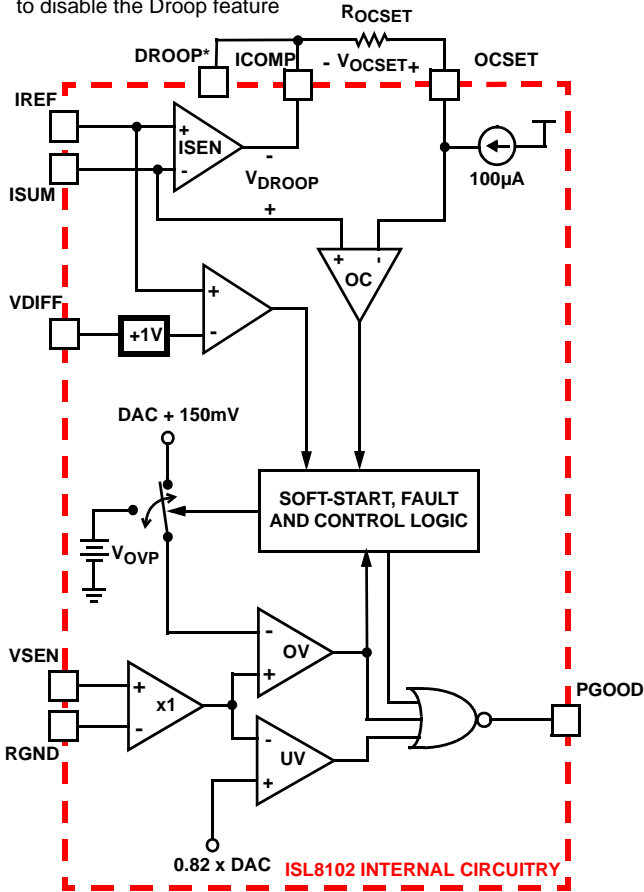 to disable the Droop feature
ROCSET
DROOP*
ICOMP
- VOCSET +
OCSET
IREF
+
ISEN
-
-
VDROOP
+
100µA
ISUM
+ -
OC
VDIFF
+1V
+
-
DAC + 150mV
SOFT-START, FAULT
AND CONTROL LOGIC
VOVP
-
OV
+
VSEN
+
x1
-
RGND
-
UV
+
PGOOD
0.82 x DAC
ISL8102 INTERNAL CIRCUITRY